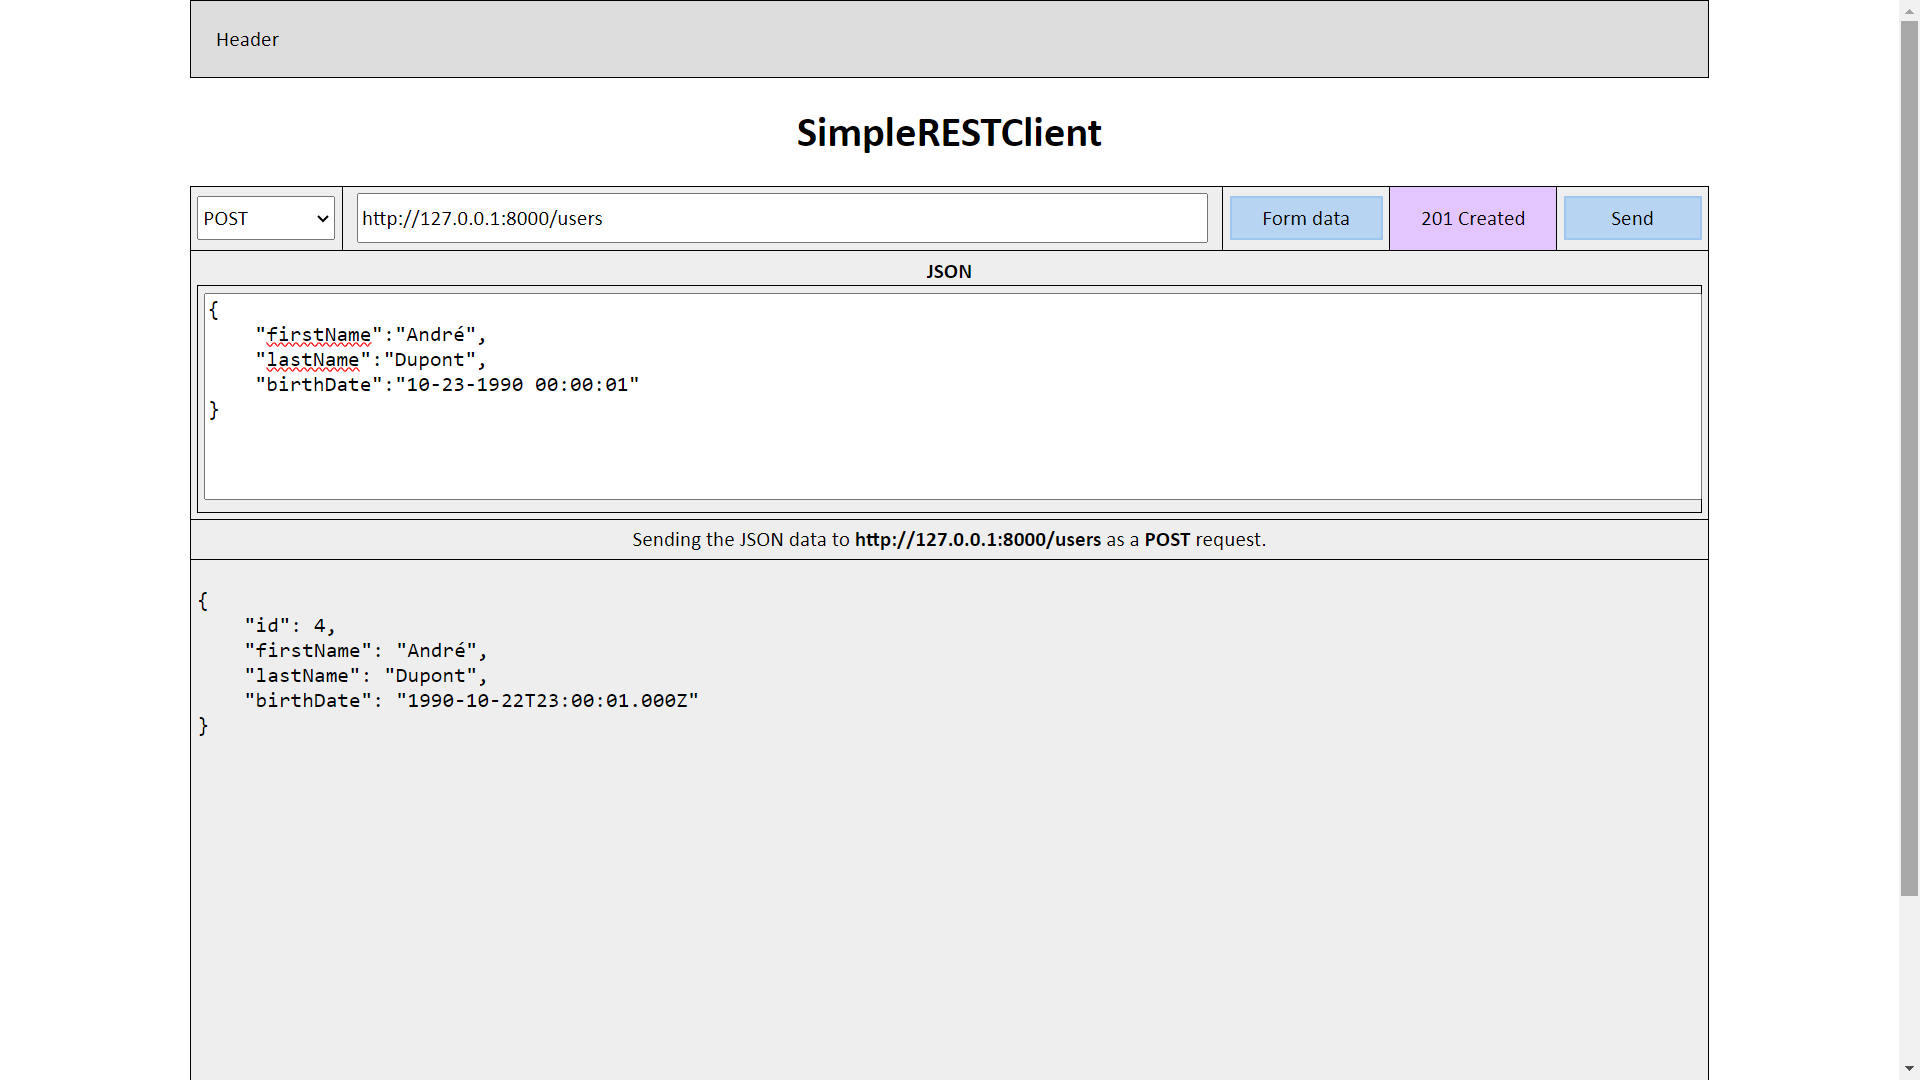 Header
SimpleRESTClient
POST http://127.0.0.1:8000/users Form data 201 Created Send
JSON
{
    "firstName":"André",
    "lastName":"Dupont",
    "birthDate":"10-23-1990 00:00:01"
}
Sending the JSON data to http://127.0.0.1:8000/users as a POST request.
{
    "id": 4,
    "firstName": "André",
    "lastName": "Dupont",
    "birthDate": "1990-10-22T23:00:01.000Z"
}